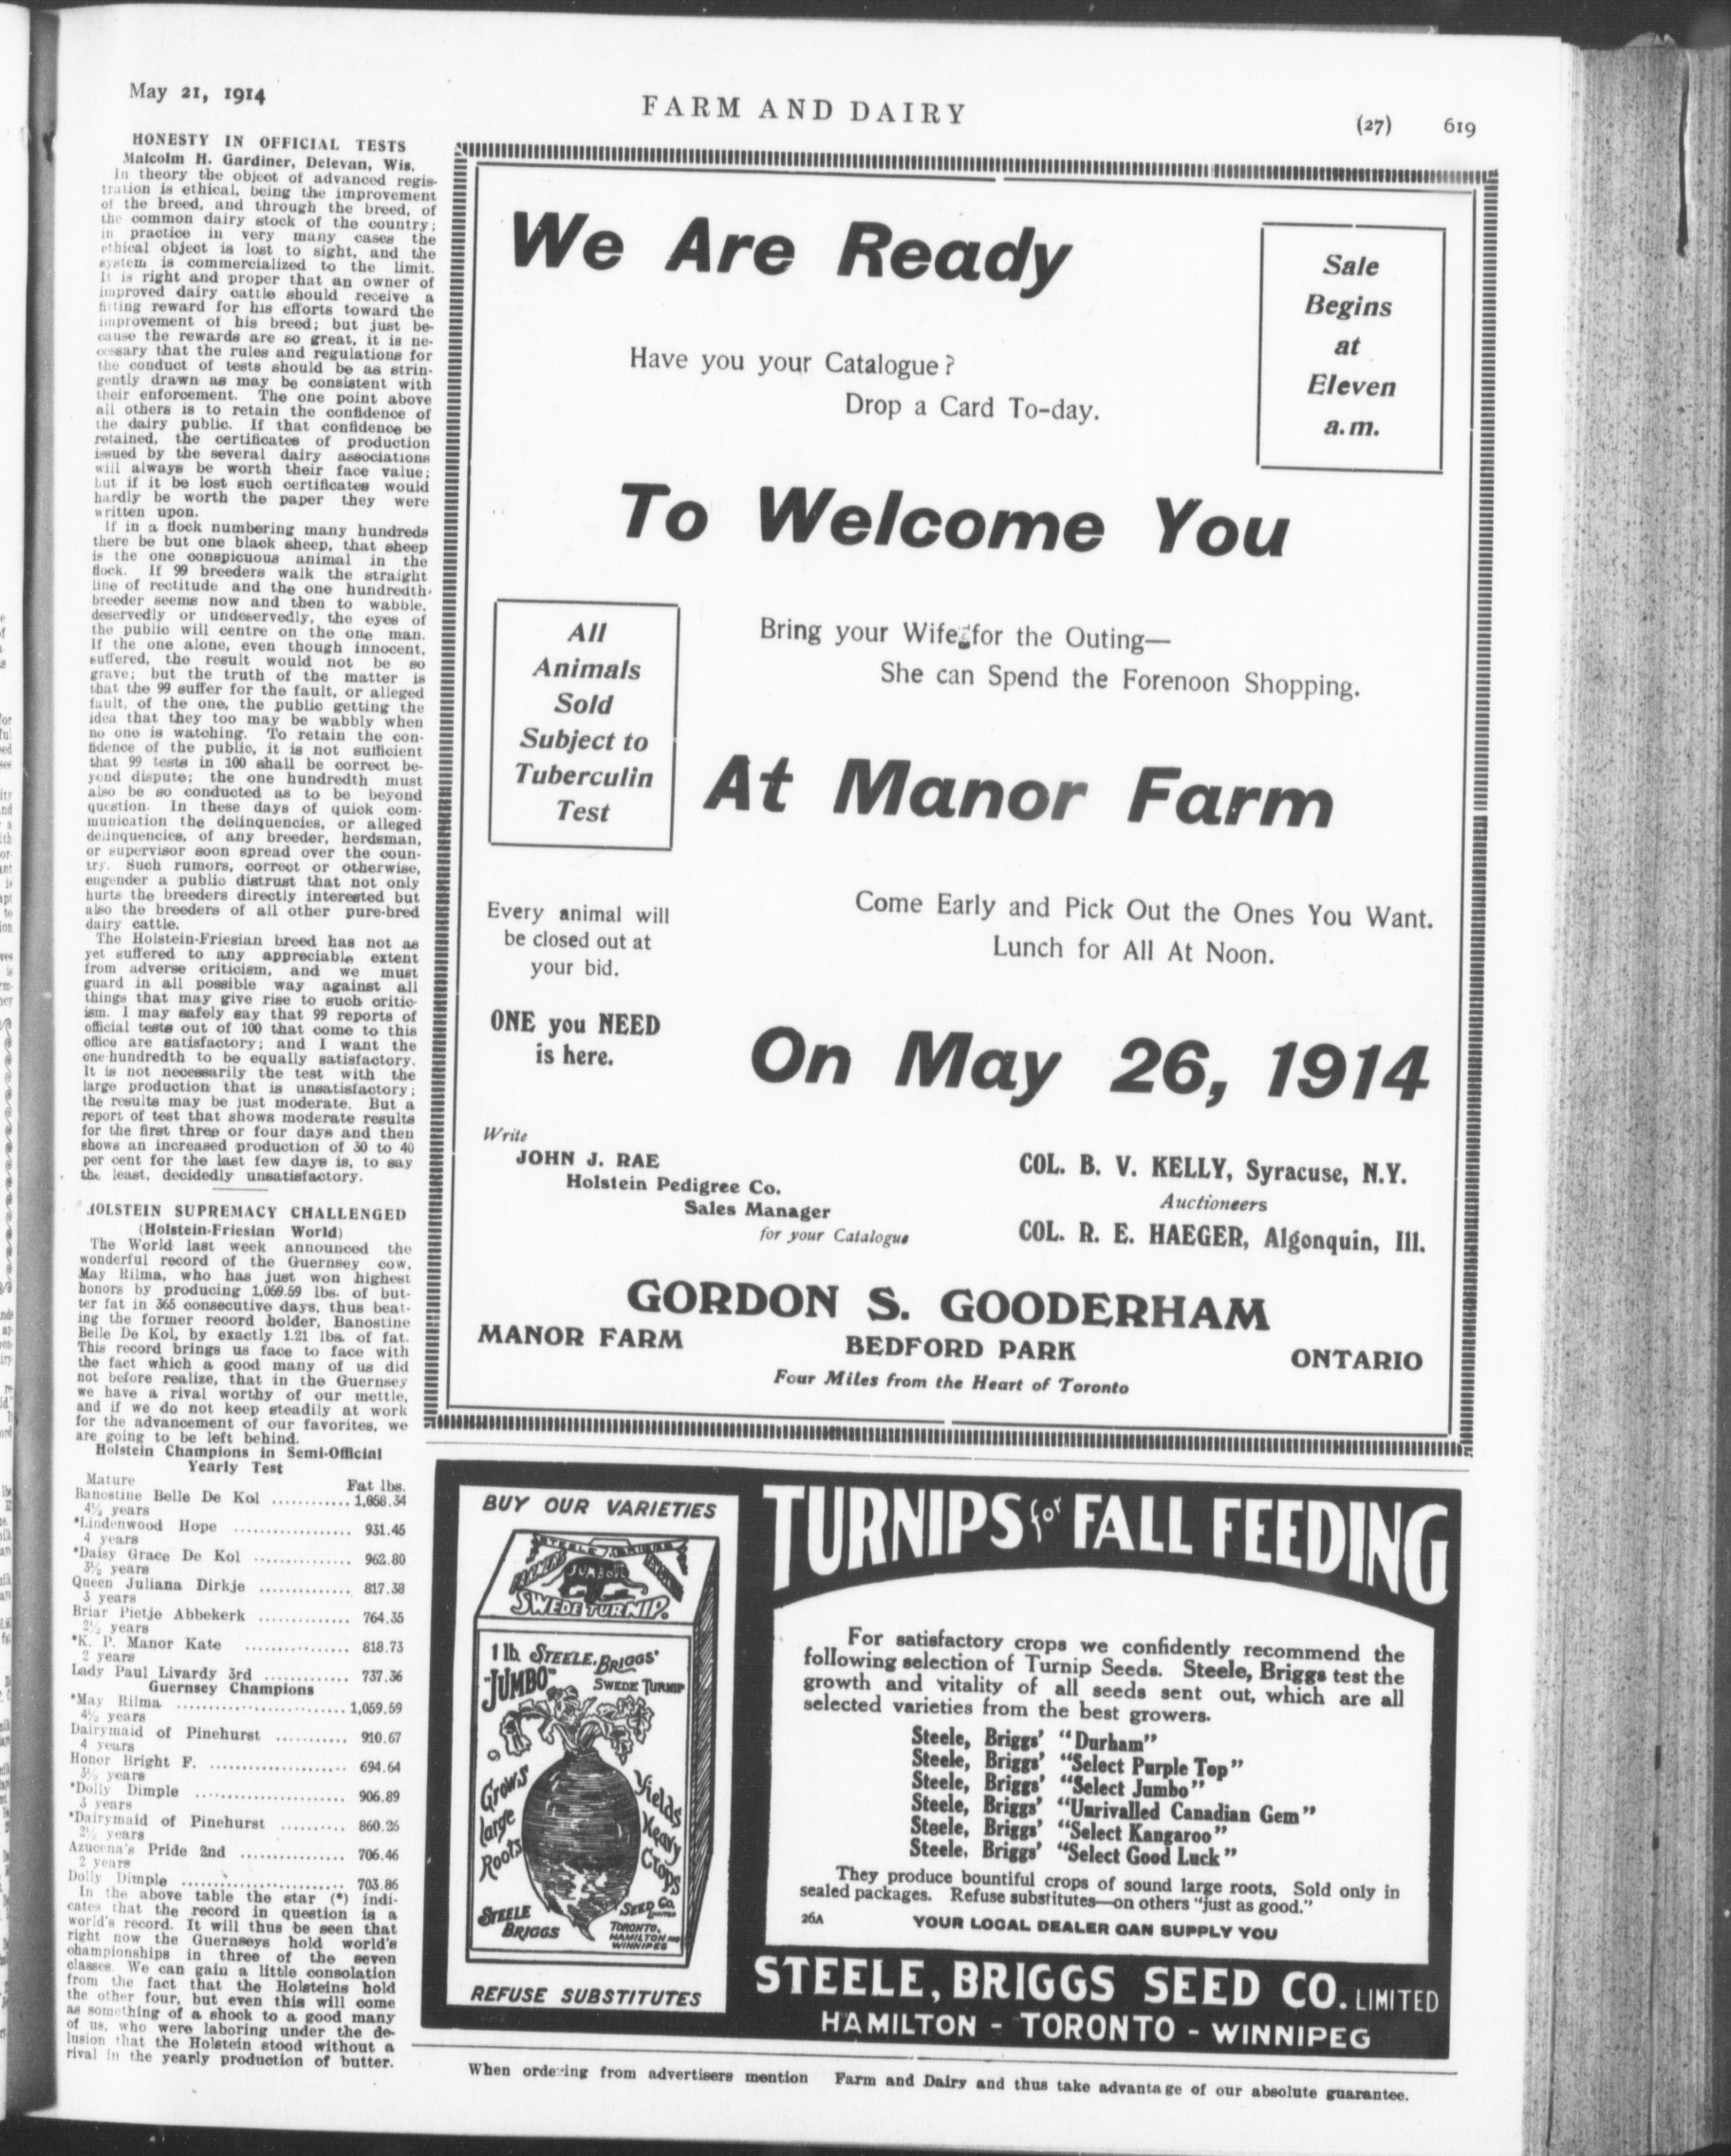 May 21, 1914
FARM AND DAIRY
(27) 619
HONESTY IN OFFICIAL TESTS
Malcolm H. Gardiner, Delevan, Wis.
In theory the object of advanced regis-
tration is ethical, being the improvement
of the breed, and through the breed, of
the common dairy stock of the country;
in practice in very many cases the
ethical object is lost to sight, and the
system is commercialized to the limit.
It is right and proper that an owner of
improved dairy cattle should receive a
fitting reward for his efforts toward the
improvement of his breed; but just be-
cause the rewards are so great, it is ne-
cessary that the rules and regulations for
the conduct of tests should be as strin-
gently drawn as may be consistent with
their enforcement. The one point above
all others is to retain the confidence of
the dairy public. If that confidence be
retained, the certificates of production
issued by the several dairy associations
will always be worth their face value;
but if it be lost such certificates would
hardly be worth the paper they were
written upon.
If in a flock numbering many hundreds
there be but one black sheep, that sheep
is the one conspicuous animal in the
flock. If 99 breeders walk the straight
line of rectitude and the one hundredth
breeder seems now and then to wabble,
deservedly or undeservedly, the eyes of
the public will centre on the one man.
If the one alone, even though innocent,
suffered, the result would not be so
grave; but the truth of the matter is
that the 99 suffer for the fault, or alleged
fault, of the one, the public getting the
idea that they too may be wabbly when
no one is watching. To retain the con-
fidence of the public, it is not sufficient
that 99 tests in 100 shall be correct be-
yond dispute; the one hundredth must
also be so conducted as to be beyond
question. In these days of quick com-
munication the delinquencies, or alleged
delinquencies, of any breeder, herdsman,
or supervisor soon spread over the coun-
try. Such rumors, correct or otherwise,
engender a public distrust that not only
hurts the breeders directly interested but
also the breeders of all other pure-bred
dairy cattle.
The Holstein-Friesian breed has not as
yet suffered to any appreciable extent
from adverse criticism, and we must
guard in all possible way against all
things that may give rise to such critic-
ism. I may safely say that 99 reports of
official tests out of 100 that come to this
office are satisfactory; and I want the
one-hundredth to be equally satisfactory.
It is not necessarily the test with the
large production that is unsatisfactory;
the results may be just moderate. But a
report of test that shows moderate results
for the first three or four days and then
shows an increased production of 30 to 40
per cent for the last few days is, to say
the least, decidedly unsatisfactory.
HOLSTEIN SUPREMACY CHALLENGED
(Holstein-Friesian World)
The World last week announced the
wonderful record of the Guernsey cow,
May Rilma, who has just won highest
honors by producing 1,059.59 lbs. of but-
ter fat in 365 consecutive days, thus beat-
ing the former record holder, Banostine
Belle De Kol, by exactly 1.21 lbs. of fat.
This record brings us face to face with
the fact which a good many of us did
not before realize, that in the Guernsey
we have a rival worthy of our mettle,
and if we do not keep steadily at work
for the advancement of our favorites, we
are going to be left behind.
Holstein Champions in Semi-Official
Yearly Test
Mature Fat lbs.
Banostine Belle De Kol ............ 1,058.34
4½ years
*Lindenwood Hope .................. 931.45
4 years
*Daisy Grace De Kol ............... 962.80
3½ years
Queen Juliana Dirkje .............. 817.38
3 years
Briar Pietje Abbekerk ............. 764.35
2½ years
*K. P. Manor Kate ................ 818.73
2 years
Lady Paul Livardy 3rd ............. 737.36
Guernsey Champions
*May Rilma .......................... 1,059.59
4½ years
Dairymaid of Pinehurst ........... 910.67
4 years
Honor Bright F. ..................... 694.64
3½ years
*Dolly Dimple ....................... 906.89
3 years
*Dairymaid of Pinehurst .......... 860.26
2½ years
Azucena's Pride 2nd ................ 706.46
2 years
Dolly Dimple ......................... 703.86
In the above table the star (*) indi-
cates that the record in question is a
world's record. It will thus be seen that
right now the Guernseys hold world's
championships in three of the seven
classes. We can gain a little consolation
from the fact that the Holsteins hold
the other four, but even this will come
as something of a shock to a good many
of us, who were laboring under the de-
lusion that the Holstein stood without a
rival in the yearly production of butter.
We Are Ready
Sale
Begins
at
Eleven
a.m.
Have you your Catalogue?
Drop a Card To-day.
To Welcome You
All
Animals
Sold
Subject to
Tuberculin
Test
Bring your Wife for the Outing—
She can Spend the Forenoon Shopping.
At Manor Farm
Every animal will
be closed out at
your bid.
Come Early and Pick Out the Ones You Want.
Lunch for All At Noon.
ONE you NEED
is here.
On May 26, 1914
Write
JOHN J. RAE
Holstein Pedigree Co.
Sales Manager
for your Catalogue
COL. B. V. KELLY, Syracuse, N.Y.
Auctioneers
COL. R. E. HAEGER, Algonquin, Ill.
GORDON S. GOODERHAM
MANOR FARM BEDFORD PARK ONTARIO
Four Miles from the Heart of Toronto
BUY OUR VARIETIES
STEELE, BRIGGS
JUMBO
SWEDE TURNIP.
1 lb. STEELE, BRIGGS'
"JUMBO" SWEDE TURNIP
Grows large Roots
Yields Heavy Crops
STEELE BRIGGS
SEED CO. LIMITED
TORONTO,
HAMILTON AND
WINNIPEG
REFUSE SUBSTITUTES
TURNIPS for FALL FEEDING
For satisfactory crops we confidently recommend the
following selection of Turnip Seeds. Steele, Briggs test the
growth and vitality of all seeds sent out, which are all
selected varieties from the best growers.
Steele, Briggs' "Durham"
Steele, Briggs' "Select Purple Top"
Steele, Briggs' "Select Jumbo"
Steele, Briggs' "Unrivalled Canadian Gem"
Steele, Briggs' "Select Kangaroo"
Steele, Briggs' "Select Good Luck"
They produce bountiful crops of sound large roots, Sold only in
sealed packages. Refuse substitutes—on others "just as good."
26A YOUR LOCAL DEALER CAN SUPPLY YOU
STEELE, BRIGGS SEED CO. LIMITED
HAMILTON - TORONTO - WINNIPEG
When ordering from advertisers mention Farm and Dairy and thus take advantage of our absolute guarantee.